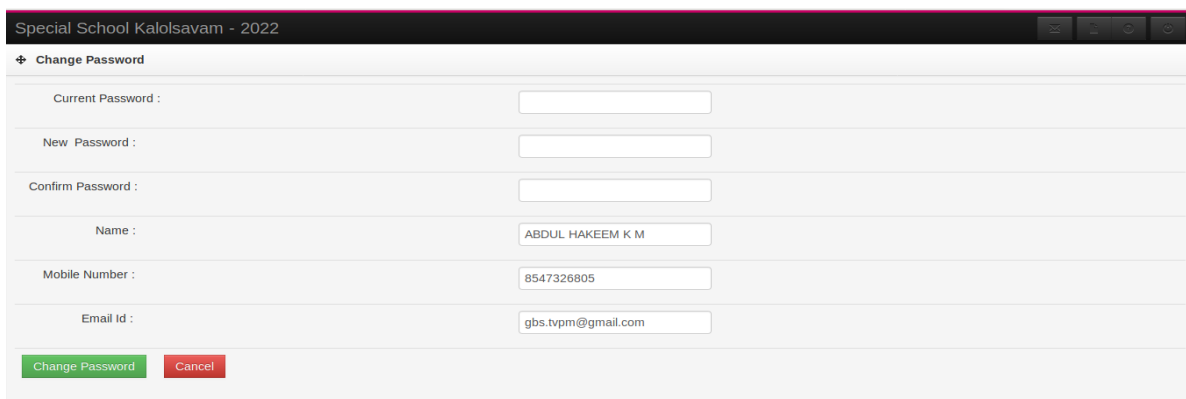 Special School Kalolsavam - 2022
Change Password
Current Password :
New Password :
Confirm Password :
Name : ABDUL HAKEEM K M
Mobile Number : 8547326805
Email Id : gbs.tvpm@gmail.com
Change Password Cancel